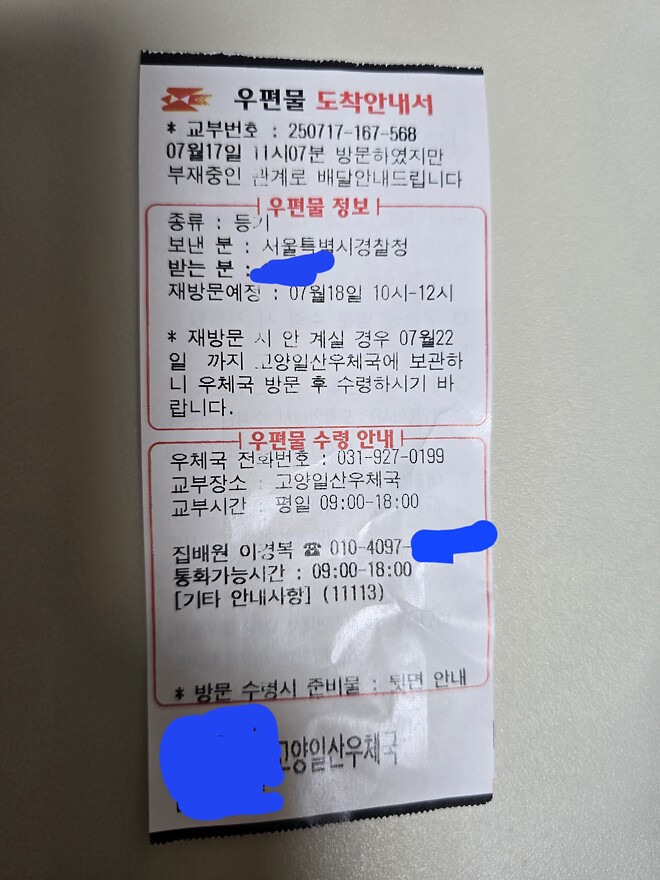 우편물 도착안내서
* 교부번호 : 250717-167-568
07월17일 11시07분 방문하였지만
부재중인 관계로 배달안내드립니다
우편물 정보
종류 : 등기
보낸 분 : 서울특별시경찰청
받는 분 :
재방문예정 : 07월18일 10시-12시
* 재방문 시 안 계실 경우 07월22
일 까지 고양일산우체국에 보관하
니 우체국 방문 후 수령하시기 바
랍니다.
우편물 수령 안내
우체국 전화번호 : 031-927-0199
교부장소 : 고양일산우체국
교부시간 : 평일 09:00-18:00
집배원 이경복 ☎ 010-4097-
통화가능시간 : 09:00-18:00
[기타 안내사항] (11113)
* 방문 수령시 준비물 : 뒷면 안내
고양일산우체국